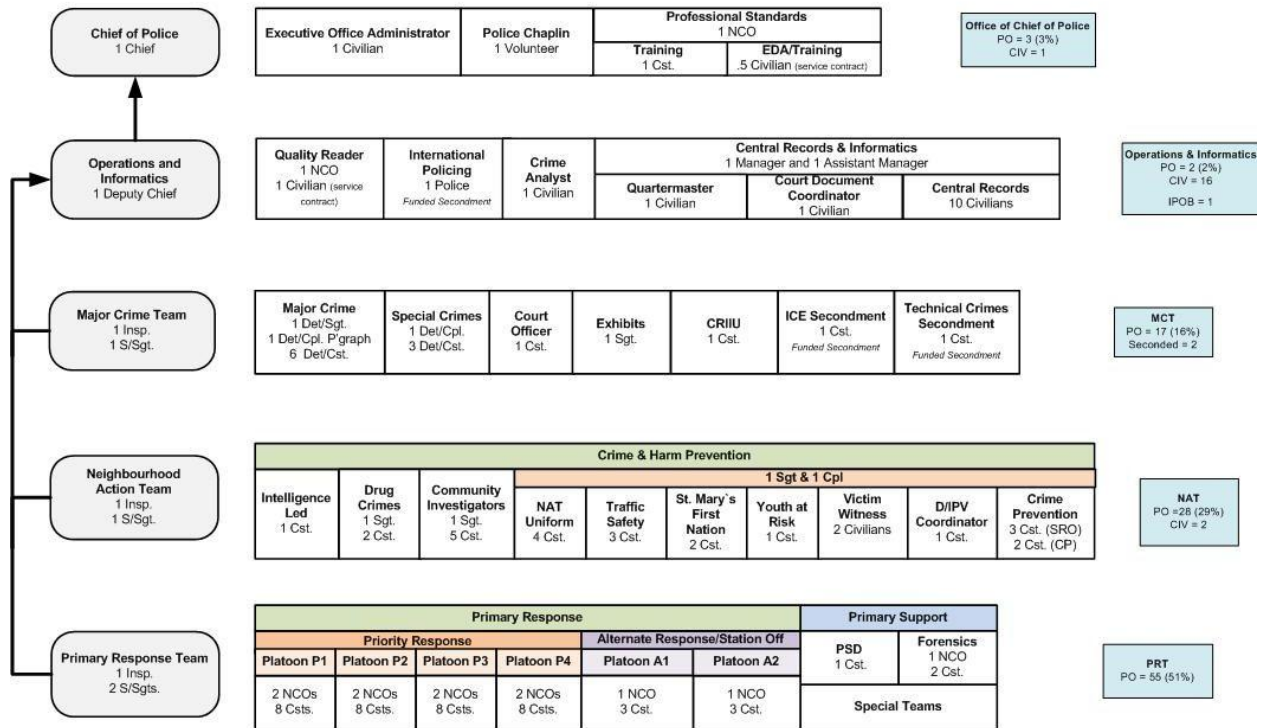 Chief of Police
1 Chief
Executive Office Administrator
1 Civilian
Police Chaplin
1 Volunteer
Professional Standards
1 NCO
Training
1 Cst.
EDA/Training
.5 Civilian (service contract)
Office of Chief of Police
PO = 3 (3%)
CIV = 1
Operations and
Informatics
1 Deputy Chief
Quality Reader
1 NCO
1 Civilian (service
contract)
International
Policing
1 Police
Funded Secondment
Crime
Analyst
1 Civilian
Central Records & Informatics
1 Manager and 1 Assistant Manager
Quartermaster
1 Civilian
Court Document
Coordinator
1 Civilian
Central Records
10 Civilians
Operations & Informatics
PO = 2 (2%)
CIV = 16
IPOB = 1
Major Crime Team
1 Insp.
1 S/Sgt.
Major Crime
1 Det/Sgt.
1 Det/Cpl. P'graph
6 Det/Cst.
Special Crimes
1 Det/Cpl.
3 Det/Cst.
Court
Officer
1 Cst.
Exhibits
1 Sgt.
CRIIU
1 Cst.
ICE Secondment
1 Cst.
Funded Secondment
Technical Crimes
Secondment
1 Cst.
Funded Secondment
MCT
PO = 17 (16%)
Seconded = 2
Neighbourhood
Action Team
1 Insp.
1 S/Sgt.
Crime & Harm Prevention
1 Sgt & 1 Cpl
Intelligence
Led
1 Cst.
Drug
Crimes
1 Sgt.
2 Cst.
Community
Investigators
1 Sgt.
5 Cst.
NAT
Uniform
4 Cst.
Traffic
Safety
3 Cst.
St. Mary`s
First
Nation
2 Cst.
Youth at
Risk
1 Cst.
Victim
Witness
2 Civilians
D/IPV
Coordinator
1 Cst.
Crime
Prevention
3 Cst. (SRO)
2 Cst. (CP)
NAT
PO =28 (29%)
CIV = 2
Primary Response Team
1 Insp.
2 S/Sgts.
Primary Response
Priority Response
Alternate Response/Station Off
Platoon P1
Platoon P2
Platoon P3
Platoon P4
Platoon A1
Platoon A2
2 NCOs
8 Csts.
2 NCOs
8 Csts.
2 NCOs
8 Csts.
2 NCOs
8 Csts.
1 NCO
3 Cst.
1 NCO
3 Cst.
Primary Support
PSD
1 Cst.
Forensics
1 NCO
2 Cst.
Special Teams
PRT
PO = 55 (51%)